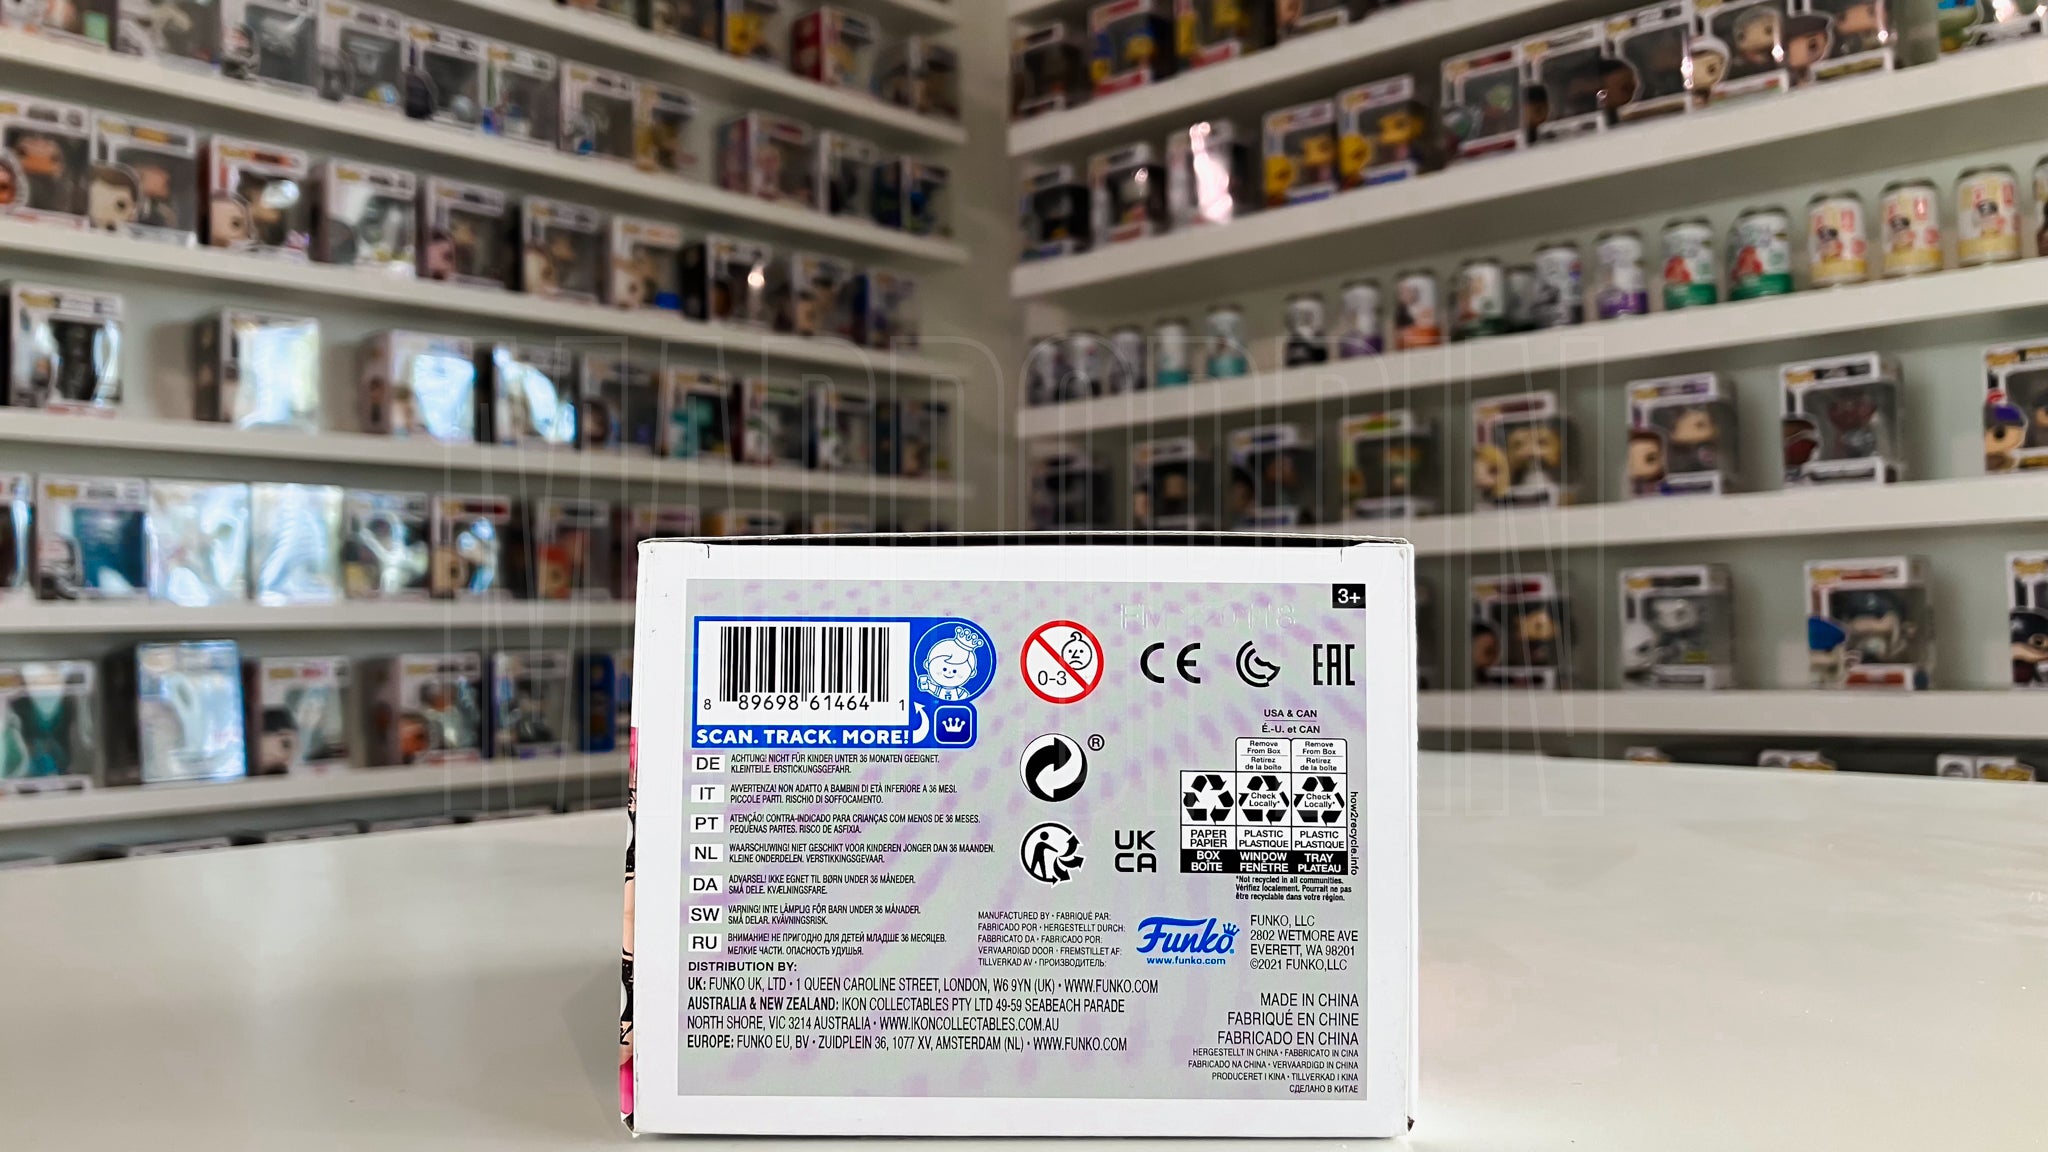 MADDOPPIN
3+
8 89698 61464 1
SCAN. TRACK. MORE!
0-3
CE
EAC
®
UK
CA
USA & CAN
É.-U. et CAN
Remove From Box Retirez de la boîte
Remove From Box Retirez de la boîte
Check Locally*
Check Locally*
PAPER PAPIER BOX BOÎTE
PLASTIC PLASTIQUE WINDOW FENÊTRE
PLASTIC PLASTIQUE TRAY PLATEAU
how2recycle.info
*Not recycled in all communities.
Vérifiez localement. Pourrait ne pas
être recyclable dans votre région.
DE ACHTUNG! NICHT FÜR KINDER UNTER 36 MONATEN GEEIGNET.
KLEINTEILE. ERSTICKUNGSGEFAHR.
IT AVVERTENZA! NON ADATTO A BAMBINI DI ETÀ INFERIORE A 36 MESI.
PICCOLE PARTI. RISCHIO DI SOFFOCAMENTO.
PT ATENÇÃO! CONTRA-INDICADO PARA CRIANÇAS COM MENOS DE 36 MESES.
PEQUENAS PARTES. RISCO DE ASFIXIA.
NL WAARSCHUWING! NIET GESCHIKT VOOR KINDEREN JONGER DAN 36 MAANDEN.
KLEINE ONDERDELEN. VERSTIKKINGSGEVAAR.
DA ADVARSEL! IKKE EGNET TIL BØRN UNDER 36 MÅNEDER.
SMÅ DELE. KVÆLNINGSFARE.
SW VARNING! INTE LÄMPLIG FÖR BARN UNDER 36 MÅNADER.
SMÅ DELAR. KVÄVNINGSRISK.
RU ВНИМАНИЕ! НЕ ПРИГОДНО ДЛЯ ДЕТЕЙ МЛАДШЕ 36 МЕСЯЦЕВ.
МЕЛКИЕ ЧАСТИ. ОПАСНОСТЬ УДУШЬЯ.
MANUFACTURED BY • FABRIQUÉ PAR:
FABRICADO POR • HERGESTELLT DURCH:
FABBRICATO DA • FABRICADO POR:
VERVAARDIGD DOOR • FREMSTILLET AF:
TILLVERKAD AV • ПРОИЗВОДИТЕЛЬ:
Funko®
www.funko.com
FUNKO, LLC
2802 WETMORE AVE
EVERETT, WA 98201
©2021 FUNKO,LLC
DISTRIBUTION BY:
UK: FUNKO UK, LTD • 1 QUEEN CAROLINE STREET, LONDON, W6 9YN (UK) • WWW.FUNKO.COM
AUSTRALIA & NEW ZEALAND: IKON COLLECTABLES PTY LTD 49-59 SEABEACH PARADE
NORTH SHORE, VIC 3214 AUSTRALIA • WWW.IKONCOLLECTABLES.COM.AU
EUROPE: FUNKO EU, BV • ZUIDPLEIN 36, 1077 XV, AMSTERDAM (NL) • WWW.FUNKO.COM
MADE IN CHINA
FABRIQUÉ EN CHINE
FABRICADO EN CHINA
HERGESTELLT IN CHINA • FABBRICATO IN CINA
FABRICADO NA CHINA • VERVAARDIGD IN CHINA
PRODUCERET I KINA • TILLVERKAD I KINA
СДЕЛАНО В КИТАЕ